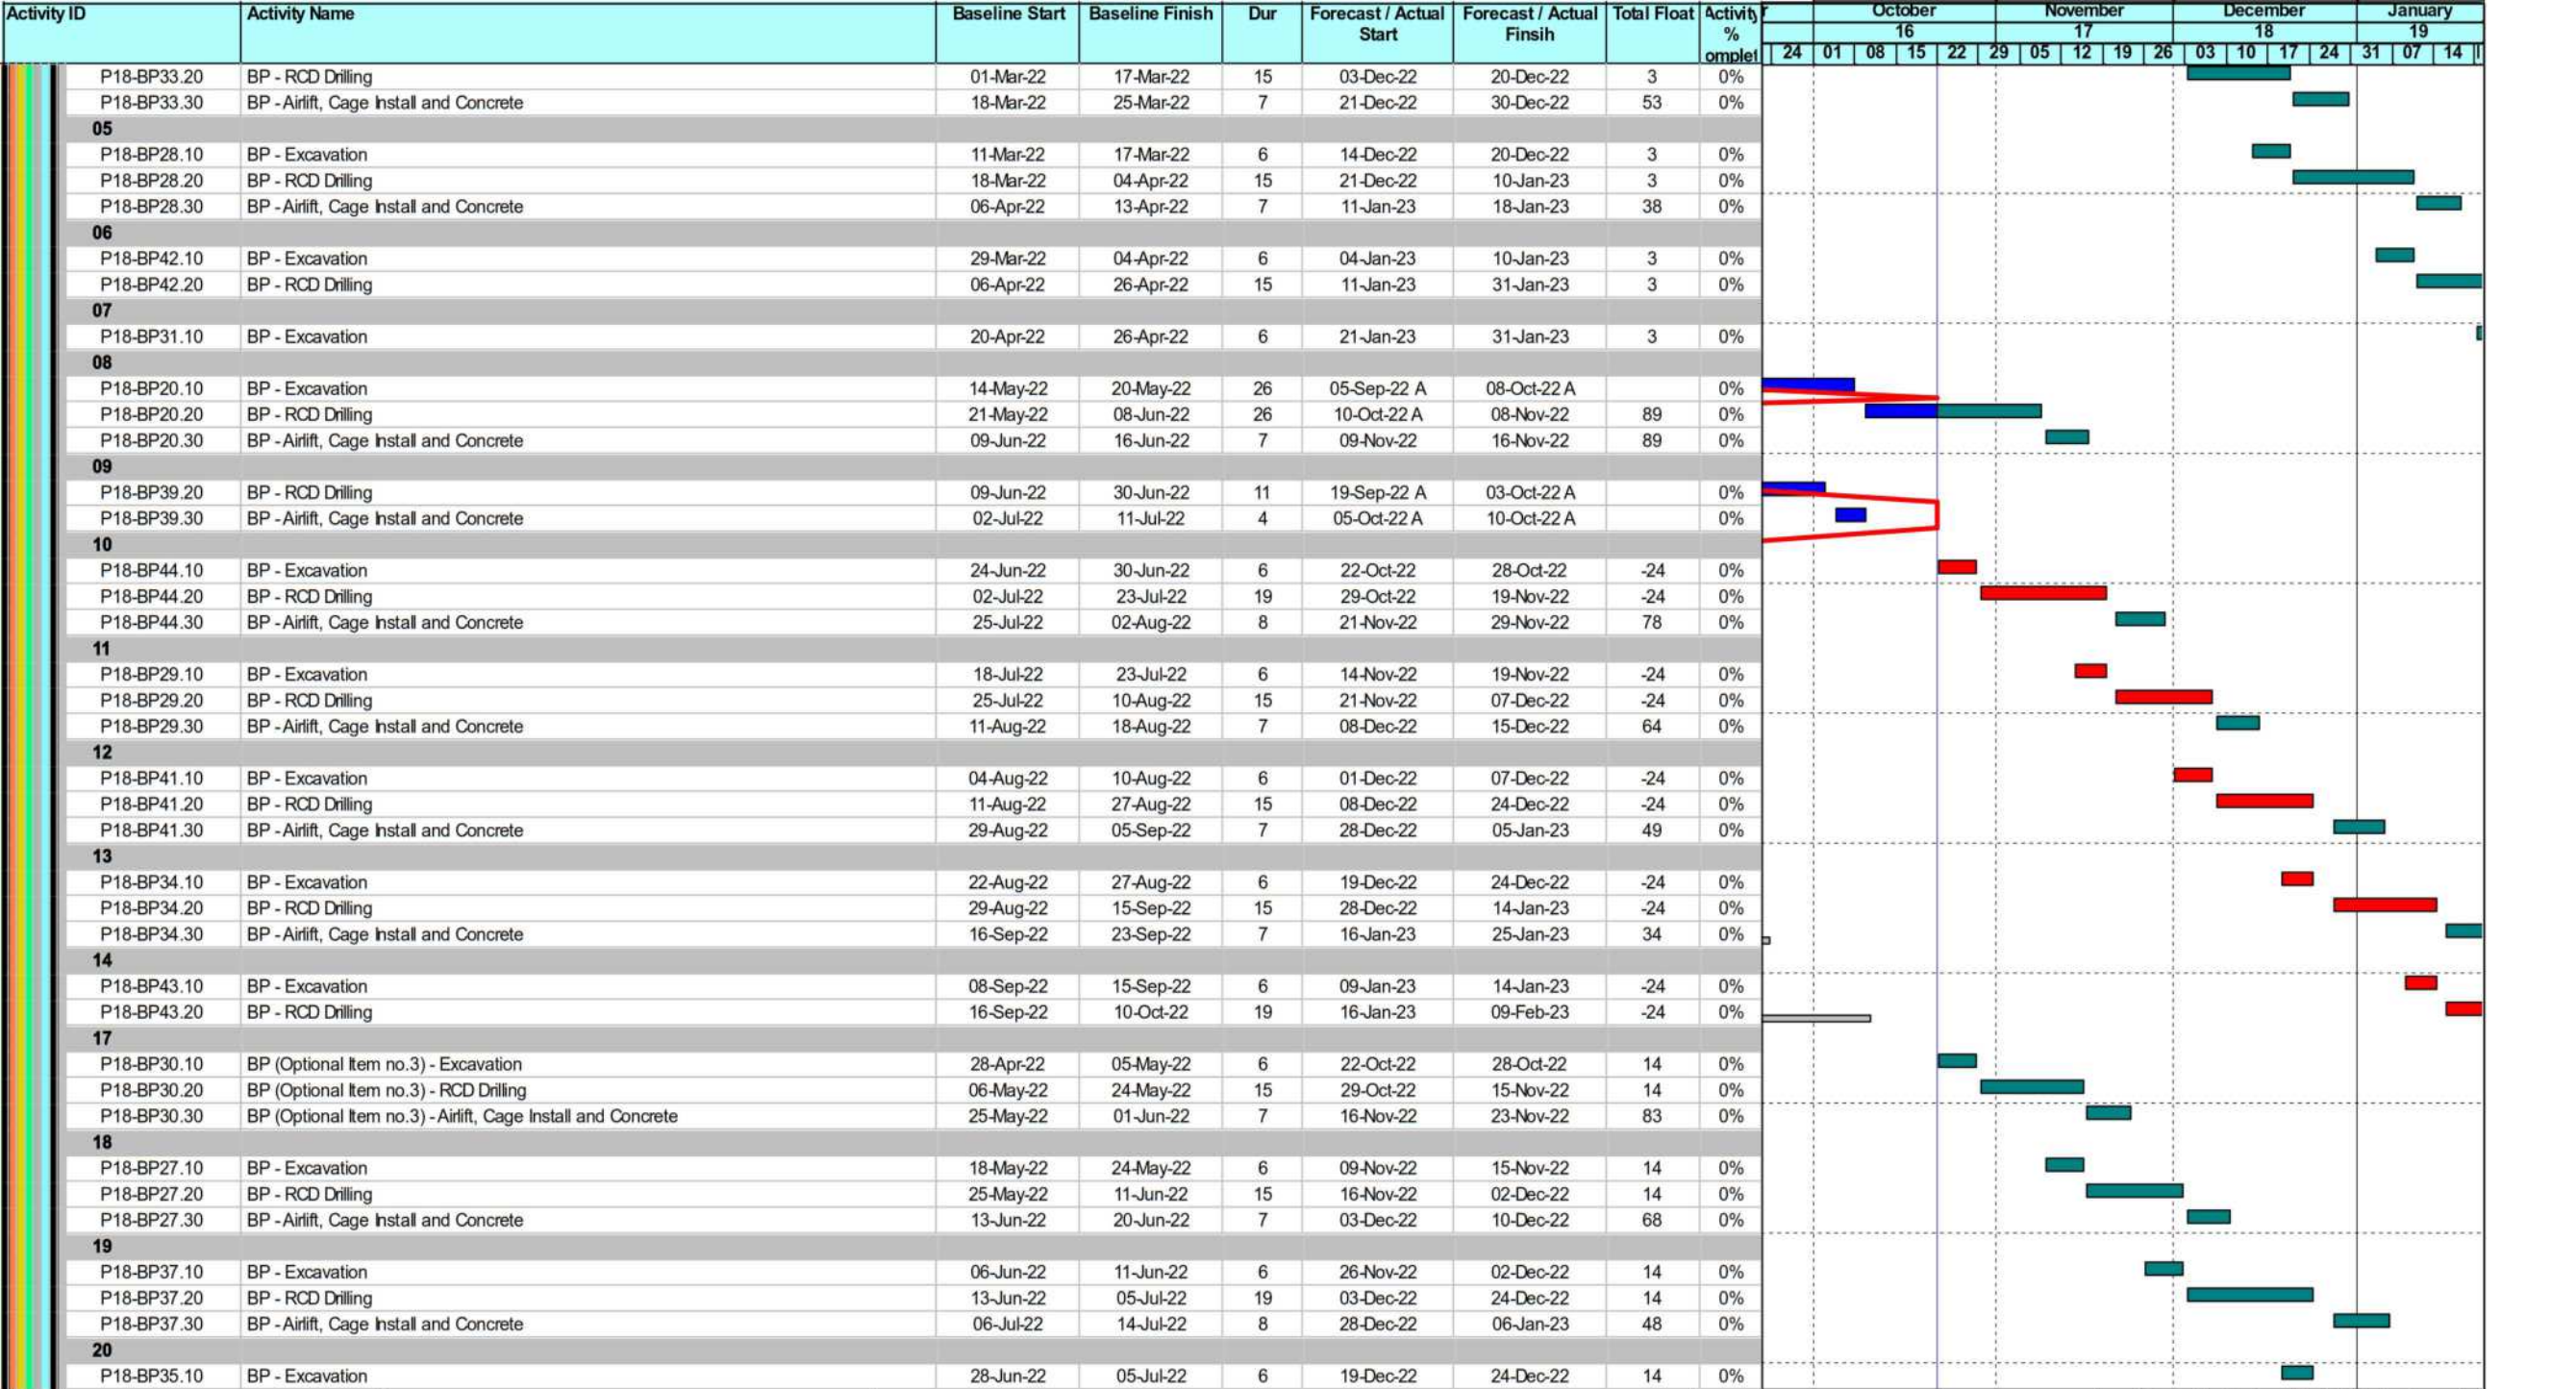 Activity ID Activity Name Baseline Start Baseline Finish Dur Forecast / Actual Start Forecast / Actual Finsih Total Float Activity % omplet
r October November December January
16 17 18 19
24 01 08 15 22 29 05 12 19 26 03 10 17 24 31 07 14
P18-BP33.20 BP - RCD Drilling 01-Mar-22 17-Mar-22 15 03-Dec-22 20-Dec-22 3 0%
P18-BP33.30 BP - Airlift, Cage Install and Concrete 18-Mar-22 25-Mar-22 7 21-Dec-22 30-Dec-22 53 0%
05
P18-BP28.10 BP - Excavation 11-Mar-22 17-Mar-22 6 14-Dec-22 20-Dec-22 3 0%
P18-BP28.20 BP - RCD Drilling 18-Mar-22 04-Apr-22 15 21-Dec-22 10-Jan-23 3 0%
P18-BP28.30 BP - Airlift, Cage Install and Concrete 06-Apr-22 13-Apr-22 7 11-Jan-23 18-Jan-23 38 0%
06
P18-BP42.10 BP - Excavation 29-Mar-22 04-Apr-22 6 04-Jan-23 10-Jan-23 3 0%
P18-BP42.20 BP - RCD Drilling 06-Apr-22 26-Apr-22 15 11-Jan-23 31-Jan-23 3 0%
07
P18-BP31.10 BP - Excavation 20-Apr-22 26-Apr-22 6 21-Jan-23 31-Jan-23 3 0%
08
P18-BP20.10 BP - Excavation 14-May-22 20-May-22 26 05-Sep-22 A 08-Oct-22 A 0%
P18-BP20.20 BP - RCD Drilling 21-May-22 08-Jun-22 26 10-Oct-22 A 08-Nov-22 89 0%
P18-BP20.30 BP - Airlift, Cage Install and Concrete 09-Jun-22 16-Jun-22 7 09-Nov-22 16-Nov-22 89 0%
09
P18-BP39.20 BP - RCD Drilling 09-Jun-22 30-Jun-22 11 19-Sep-22 A 03-Oct-22 A 0%
P18-BP39.30 BP - Airlift, Cage Install and Concrete 02-Jul-22 11-Jul-22 4 05-Oct-22 A 10-Oct-22 A 0%
10
P18-BP44.10 BP - Excavation 24-Jun-22 30-Jun-22 6 22-Oct-22 28-Oct-22 -24 0%
P18-BP44.20 BP - RCD Drilling 02-Jul-22 23-Jul-22 19 29-Oct-22 19-Nov-22 -24 0%
P18-BP44.30 BP - Airlift, Cage Install and Concrete 25-Jul-22 02-Aug-22 8 21-Nov-22 29-Nov-22 78 0%
11
P18-BP29.10 BP - Excavation 18-Jul-22 23-Jul-22 6 14-Nov-22 19-Nov-22 -24 0%
P18-BP29.20 BP - RCD Drilling 25-Jul-22 10-Aug-22 15 21-Nov-22 07-Dec-22 -24 0%
P18-BP29.30 BP - Airlift, Cage Install and Concrete 11-Aug-22 18-Aug-22 7 08-Dec-22 15-Dec-22 64 0%
12
P18-BP41.10 BP - Excavation 04-Aug-22 10-Aug-22 6 01-Dec-22 07-Dec-22 -24 0%
P18-BP41.20 BP - RCD Drilling 11-Aug-22 27-Aug-22 15 08-Dec-22 24-Dec-22 -24 0%
P18-BP41.30 BP - Airlift, Cage Install and Concrete 29-Aug-22 05-Sep-22 7 28-Dec-22 05-Jan-23 49 0%
13
P18-BP34.10 BP - Excavation 22-Aug-22 27-Aug-22 6 19-Dec-22 24-Dec-22 -24 0%
P18-BP34.20 BP - RCD Drilling 29-Aug-22 15-Sep-22 15 28-Dec-22 14-Jan-23 -24 0%
P18-BP34.30 BP - Airlift, Cage Install and Concrete 16-Sep-22 23-Sep-22 7 16-Jan-23 25-Jan-23 34 0%
14
P18-BP43.10 BP - Excavation 08-Sep-22 15-Sep-22 6 09-Jan-23 14-Jan-23 -24 0%
P18-BP43.20 BP - RCD Drilling 16-Sep-22 10-Oct-22 19 16-Jan-23 09-Feb-23 -24 0%
17
P18-BP30.10 BP (Optional Item no.3) - Excavation 28-Apr-22 05-May-22 6 22-Oct-22 28-Oct-22 14 0%
P18-BP30.20 BP (Optional Item no.3) - RCD Drilling 06-May-22 24-May-22 15 29-Oct-22 15-Nov-22 14 0%
P18-BP30.30 BP (Optional Item no.3) - Airlift, Cage Install and Concrete 25-May-22 01-Jun-22 7 16-Nov-22 23-Nov-22 83 0%
18
P18-BP27.10 BP - Excavation 18-May-22 24-May-22 6 09-Nov-22 15-Nov-22 14 0%
P18-BP27.20 BP - RCD Drilling 25-May-22 11-Jun-22 15 16-Nov-22 02-Dec-22 14 0%
P18-BP27.30 BP - Airlift, Cage Install and Concrete 13-Jun-22 20-Jun-22 7 03-Dec-22 10-Dec-22 68 0%
19
P18-BP37.10 BP - Excavation 06-Jun-22 11-Jun-22 6 26-Nov-22 02-Dec-22 14 0%
P18-BP37.20 BP - RCD Drilling 13-Jun-22 05-Jul-22 19 03-Dec-22 24-Dec-22 14 0%
P18-BP37.30 BP - Airlift, Cage Install and Concrete 06-Jul-22 14-Jul-22 8 28-Dec-22 06-Jan-23 48 0%
20
P18-BP35.10 BP - Excavation 28-Jun-22 05-Jul-22 6 19-Dec-22 24-Dec-22 14 0%